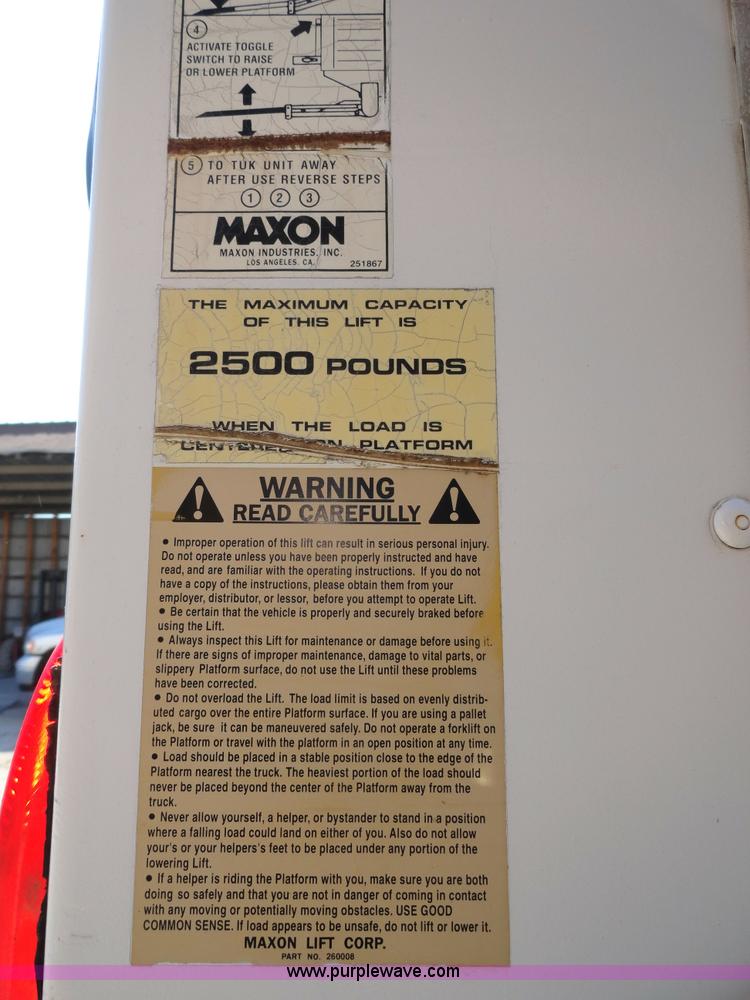 4
ACTIVATE TOGGLE
SWITCH TO RAISE
OR LOWER PLATFORM
5 TO TUK UNIT AWAY
AFTER USE REVERSE STEPS
1 2 3
MAXON
MAXON INDUSTRIES, INC.
LOS ANGELES, CA. 251867
THE MAXIMUM CAPACITY
OF THIS LIFT IS
2500 POUNDS
WHEN THE LOAD IS
CENTERED ON PLATFORM
WARNING
READ CAREFULLY
• Improper operation of this lift can result in serious personal injury.
Do not operate unless you have been properly instructed and have
read, and are familiar with the operating instructions. If you do not
have a copy of the instructions, please obtain them from your
employer, distributor, or lessor, before you attempt to operate Lift.
• Be certain that the vehicle is properly and securely braked before
using the Lift.
• Always inspect this Lift for maintenance or damage before using it.
If there are signs of improper maintenance, damage to vital parts, or
slippery Platform surface, do not use the Lift until these problems
have been corrected.
• Do not overload the Lift. The load limit is based on evenly distrib-
uted cargo over the entire Platform surface. If you are using a pallet
jack, be sure it can be maneuvered safely. Do not operate a forklift on
the Platform or travel with the platform in an open position at any time.
• Load should be placed in a stable position close to the edge of the
Platform nearest the truck. The heaviest portion of the load should
never be placed beyond the center of the Platform away from the
truck.
• Never allow yourself, a helper, or bystander to stand in a position
where a falling load could land on either of you. Also do not allow
your's or your helpers's feet to be placed under any portion of the
lowering Lift.
• If a helper is riding the Platform with you, make sure you are both
doing so safely and that you are not in danger of coming in contact
with any moving or potentially moving obstacles. USE GOOD
COMMON SENSE. If load appears to be unsafe, do not lift or lower it.
MAXON LIFT CORP.
PART NO. 260008
www.purplewave.com